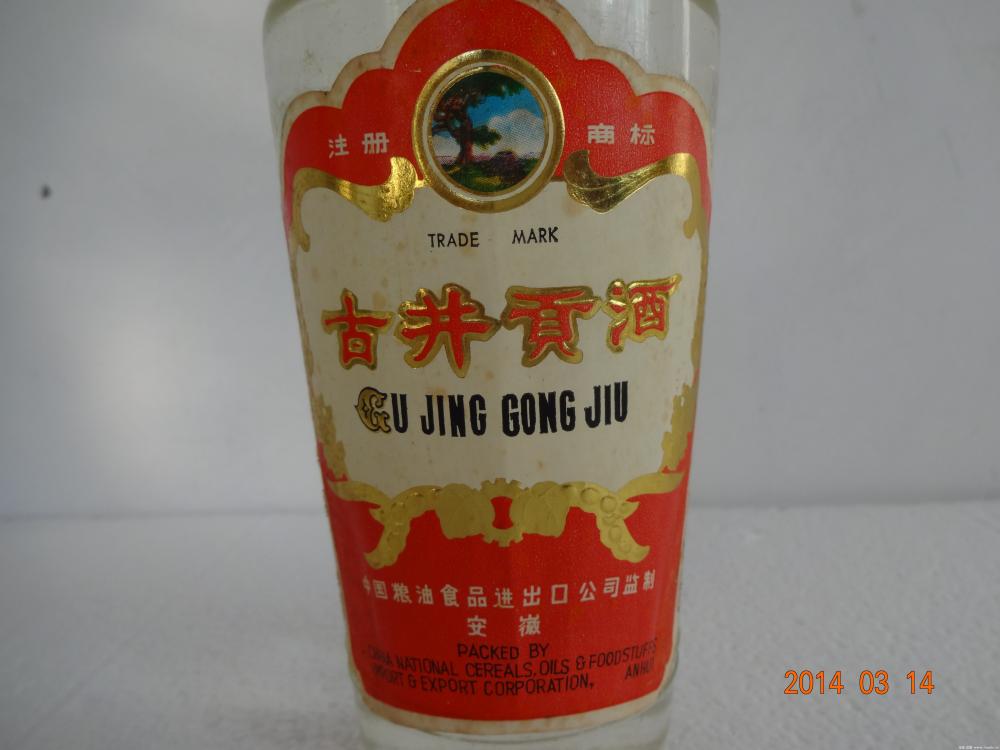 注册 商标
TRADE MARK
古井贡酒
GU JING GONG JIU
中国粮油食品进出口公司监制
安徽
PACKED BY
CHINA NATIONAL CEREALS, OILS & FOODSTUFFS
IMPORT & EXPORT CORPORATION, ANHUI
2014 03 14